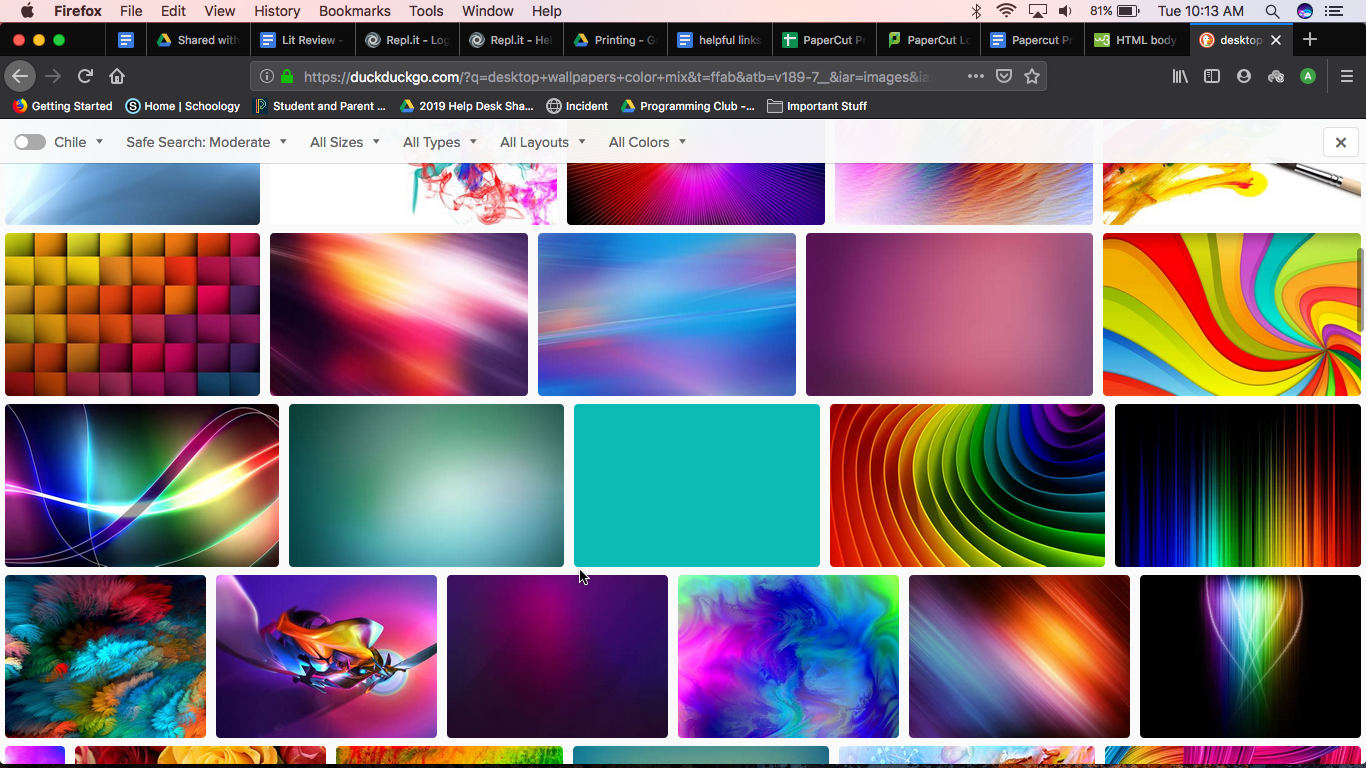 Firefox File Edit View History Bookmarks Tools Window Help 81% Tue 10:13 AM
Shared with Lit Review - Repl.it - Log Repl.it - Hel Printing - G helpful links PaperCut Pr PaperCut Lo Papercut Pr HTML body desktop
https://duckduckgo.com/?q=desktop+wallpapers+color+mix&t=ffab&atb=v189-7__&iar=images&ia A
Getting Started Home | Schoology Student and Parent ... 2019 Help Desk Sha... Incident Programming Club -... Important Stuff
Chile Safe Search: Moderate All Sizes All Types All Layouts All Colors